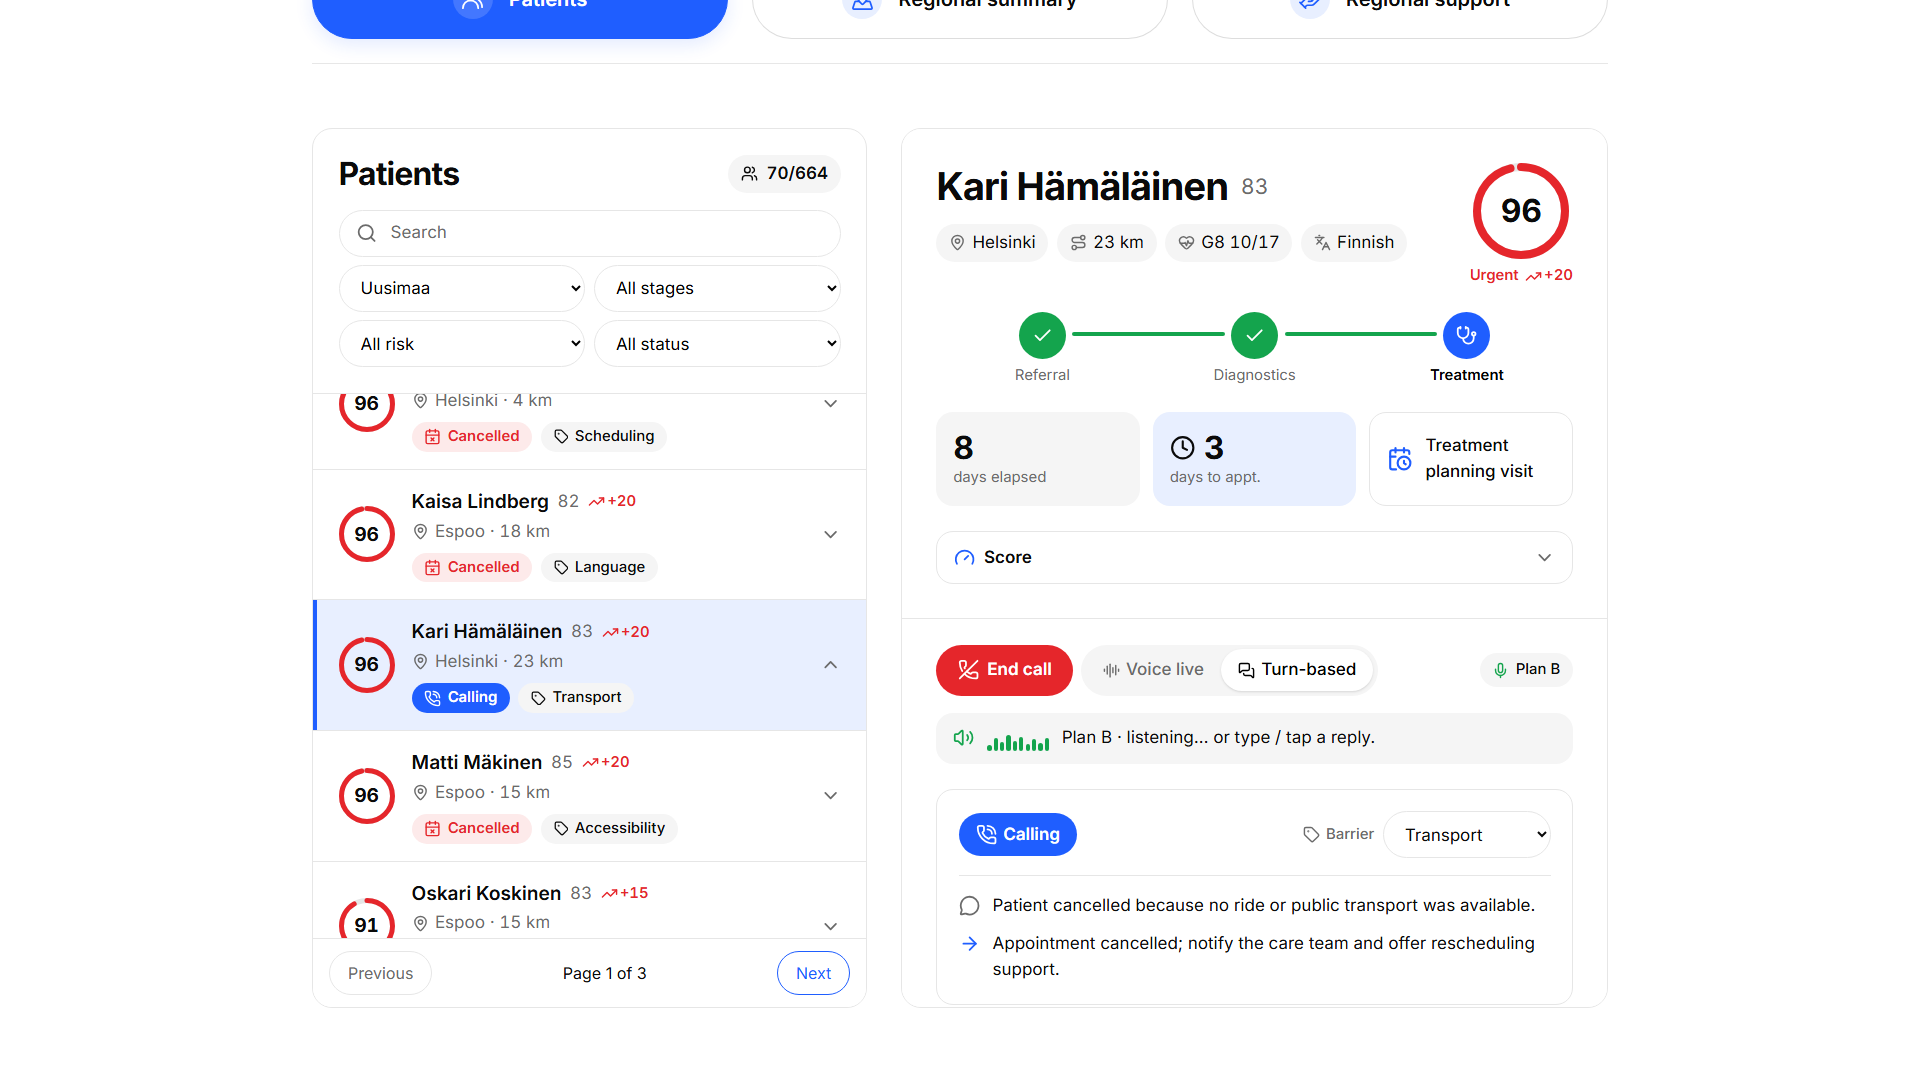 Patients
Regional summary
Regional support
Patients
70/664
Search
Uusimaa
All stages
All risk
All status
96
Helsinki · 4 km
Cancelled
Scheduling
96
Kaisa Lindberg 82 +20
Espoo · 18 km
Cancelled
Language
96
Kari Hämäläinen 83 +20
Helsinki · 23 km
Calling
Transport
96
Matti Mäkinen 85 +20
Espoo · 15 km
Cancelled
Accessibility
91
Oskari Koskinen 83 +15
Espoo · 15 km
Previous
Page 1 of 3
Next
Kari Hämäläinen 83
Helsinki
23 km
G8 10/17
Finnish
96
Urgent +20
Referral
Diagnostics
Treatment
8
days elapsed
3
days to appt.
Treatment
planning visit
Score
End call
Voice live
Turn-based
Plan B
Plan B · listening... or type / tap a reply.
Calling
Barrier
Transport
Patient cancelled because no ride or public transport was available.
Appointment cancelled; notify the care team and offer rescheduling
support.